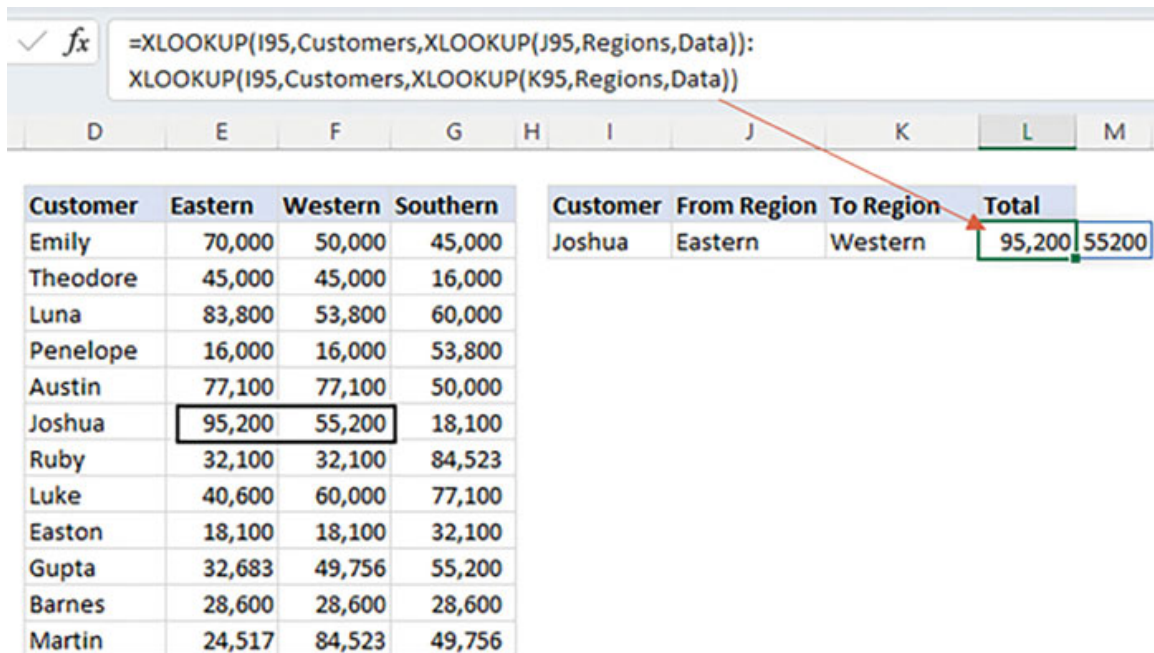 fx =XLOOKUP(I95,Customers,XLOOKUP(J95,Regions,Data)):
XLOOKUP(I95,Customers,XLOOKUP(K95,Regions,Data))
D E F G H I J K L M
Customer Eastern Western Southern Customer From Region To Region Total
Emily 70,000 50,000 45,000 Joshua Eastern Western 95,200 55200
Theodore 45,000 45,000 16,000
Luna 83,800 53,800 60,000
Penelope 16,000 16,000 53,800
Austin 77,100 77,100 50,000
Joshua 95,200 55,200 18,100
Ruby 32,100 32,100 84,523
Luke 40,600 60,000 77,100
Easton 18,100 18,100 32,100
Gupta 32,683 49,756 55,200
Barnes 28,600 28,600 28,600
Martin 24,517 84,523 49,756